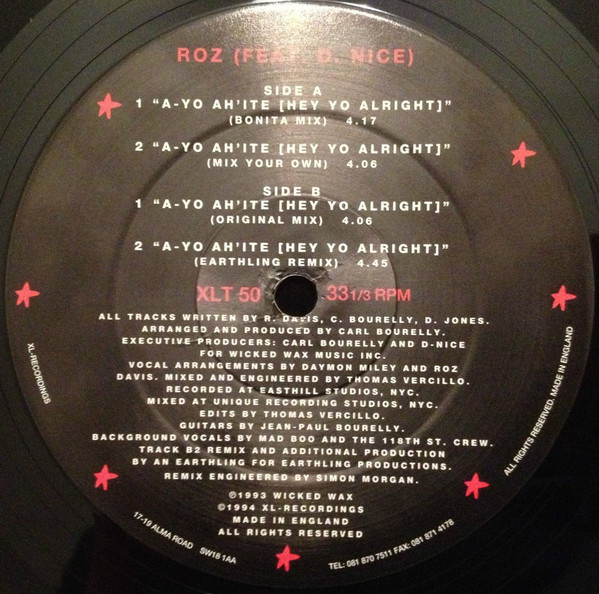 ROZ (FEAT. D. NICE)
SIDE A
1 "A-YO AH'ITE [HEY YO ALRIGHT]"
(BONITA MIX) 4.17
2 "A-YO AH'ITE [HEY YO ALRIGHT]"
(MIX YOUR OWN) 4.06
SIDE B
1 "A-YO AH'ITE [HEY YO ALRIGHT]"
(ORIGINAL MIX) 4.06
2 "A-YO AH'ITE [HEY YO ALRIGHT]"
(EARTHLING REMIX) 4.45
XLT 50 33 1/3 RPM
ALL TRACKS WRITTEN BY R. DAVIS, C. BOURELLY, D. JONES.
ARRANGED AND PRODUCED BY CARL BOURELLY.
EXECUTIVE PRODUCERS: CARL BOURELLY AND D-NICE
FOR WICKED WAX MUSIC INC.
VOCAL ARRANGEMENTS BY DAYMON MILEY AND ROZ
DAVIS. MIXED AND ENGINEERED BY THOMAS VERCILLO.
RECORDED AT EASTHILL STUDIOS, NYC.
MIXED AT UNIQUE RECORDING STUDIOS, NYC.
EDITS BY THOMAS VERCILLO.
GUITARS BY JEAN-PAUL BOURELLY.
BACKGROUND VOCALS BY MAD BOO AND THE 118TH ST. CREW.
TRACK B2 REMIX AND ADDITIONAL PRODUCTION
BY AN EARTHLING FOR EARTHLING PRODUCTIONS.
REMIX ENGINEERED BY SIMON MORGAN.
℗1993 WICKED WAX
©1994 XL-RECORDINGS
MADE IN ENGLAND
ALL RIGHTS RESERVED
XL-RECORDINGS
17-19 ALMA ROAD SW18 1AA
TEL: 081 870 7511 FAX: 081 871 4178
ALL RIGHTS RESERVED. MADE IN ENGLAND